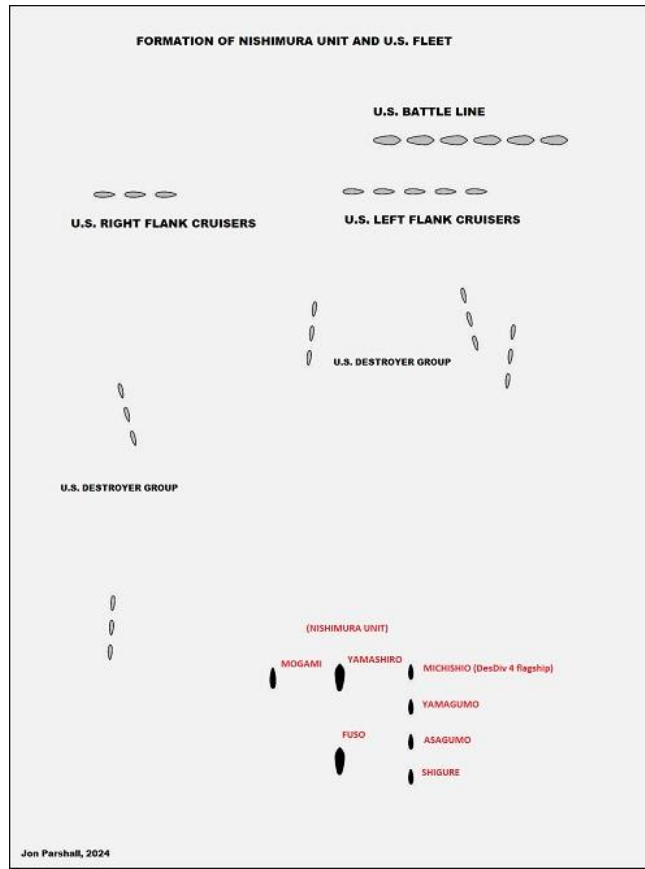 FORMATION OF NISHIMURA UNIT AND U.S. FLEET
U.S. BATTLE LINE
U.S. RIGHT FLANK CRUISERS
U.S. LEFT FLANK CRUISERS
U.S. DESTROYER GROUP
U.S. DESTROYER GROUP
(NISHIMURA UNIT)
MOGAMI
YAMASHIRO
MICHISHIO (DesDiv 4 flagship)
YAMAGUMO
FUSO
ASAGUMO
SHIGURE
Jon Parshall, 2024